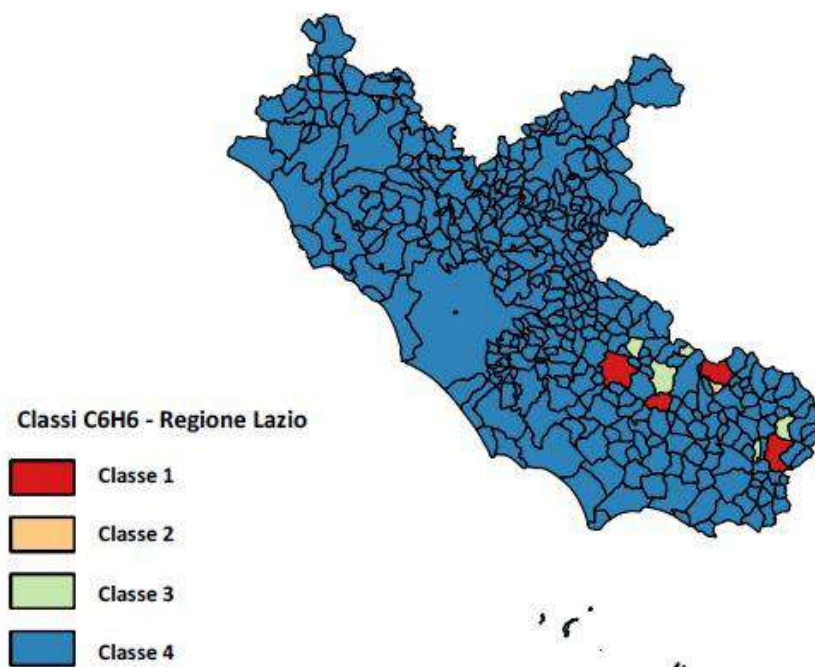 Classi C6H6 - Regione Lazio
Classe 1
Classe 2
Classe 3
Classe 4